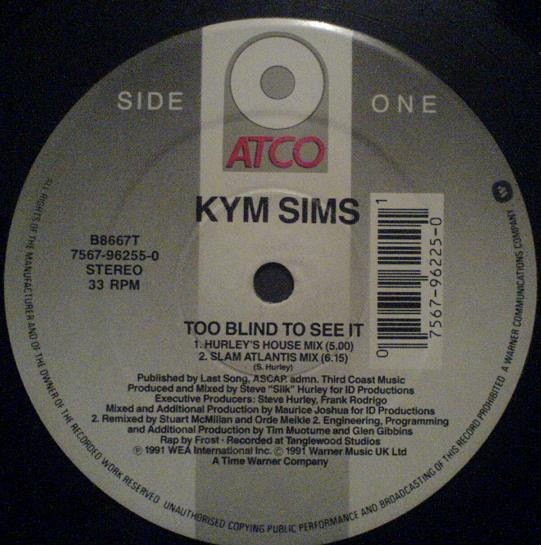 SIDE ONE
ATCO
KYM SIMS
B8667T
7567-96255-0
STEREO
33 RPM
1 7567-96225-0 0
TOO BLIND TO SEE IT
1. HURLEY'S HOUSE MIX (5.00)
2. SLAM ATLANTIS MIX (6.15)
(S. Hurley)
Published by Last Song, ASCAP. admn. Third Coast Music
Produced and Mixed by Steve "Silk" Hurley for ID Productions
Executive Producers: Steve Hurley, Frank Rodrigo
Mixed and Additional Production by Maurice Joshua for ID Productions
2. Remixed by Stuart McMillan and Orde Meikle 2. Engineering, Programming
and Additional Production by Tim Muotume and Glen Gibbins
Rap by Frost • Recorded at Tanglewood Studios
℗ 1991 WEA International Inc. © 1991 Warner Music UK Ltd
A Time Warner Company
ALL RIGHTS OF THE MANUFACTURER AND OF THE OWNER OF THE RECORDED WORK RESERVED UNAUTHORISED COPYING PUBLIC PERFORMANCE AND BROADCASTING OF THIS RECORD PROHIBITED A WARNER COMMUNICATIONS COMPANY